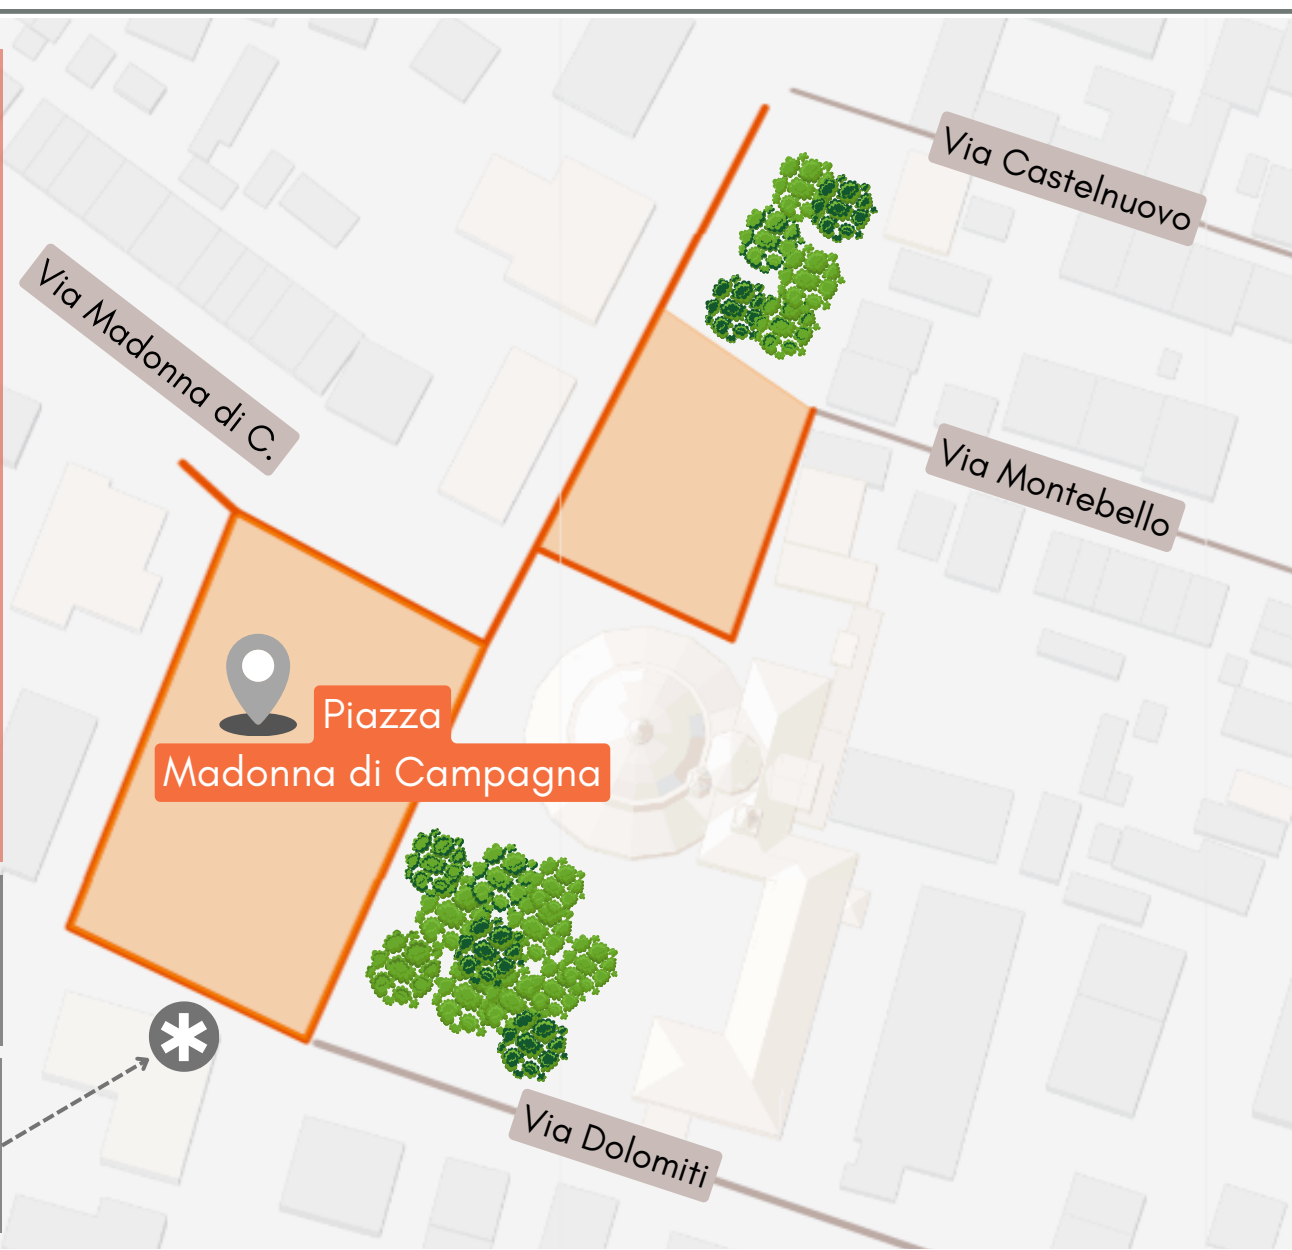 Via Castelnuovo
Via Madonna di C.
Via Montebello
Piazza
Madonna di Campagna
Via Dolomiti